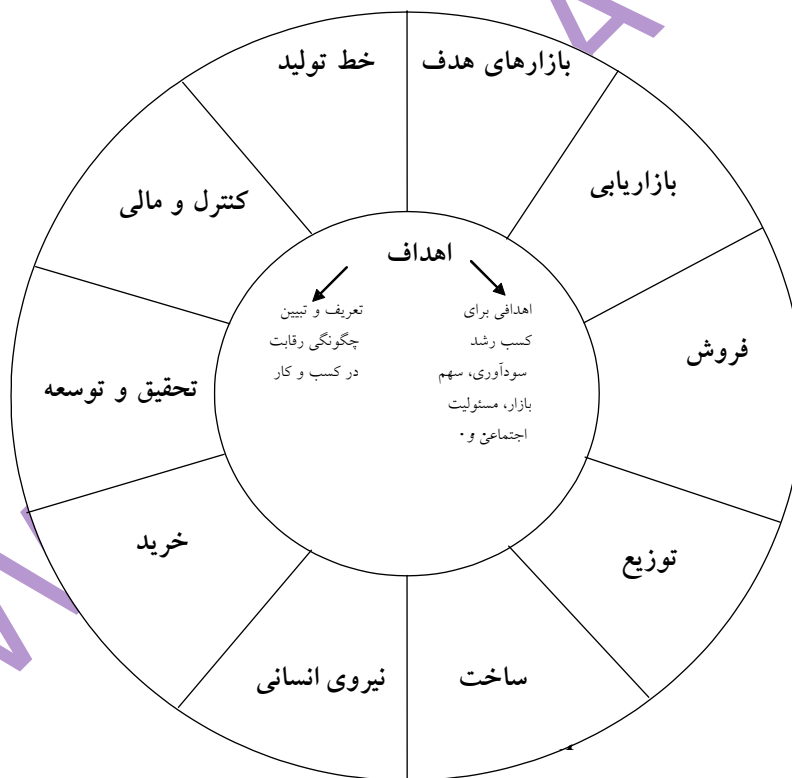 بازارهای هدف
خط تولید
بازاریابی
کنترل و مالی
فروش
تحقیق و توسعه
توزیع
خرید
ساخت
نیروی انسانی
اهداف
اهدافی برای
کسب رشد
سودآوری، سهم
بازار، مسئولیت
اجتماعی و
تعریف و تبیین
چگونگی رقابت
در کسب و کار